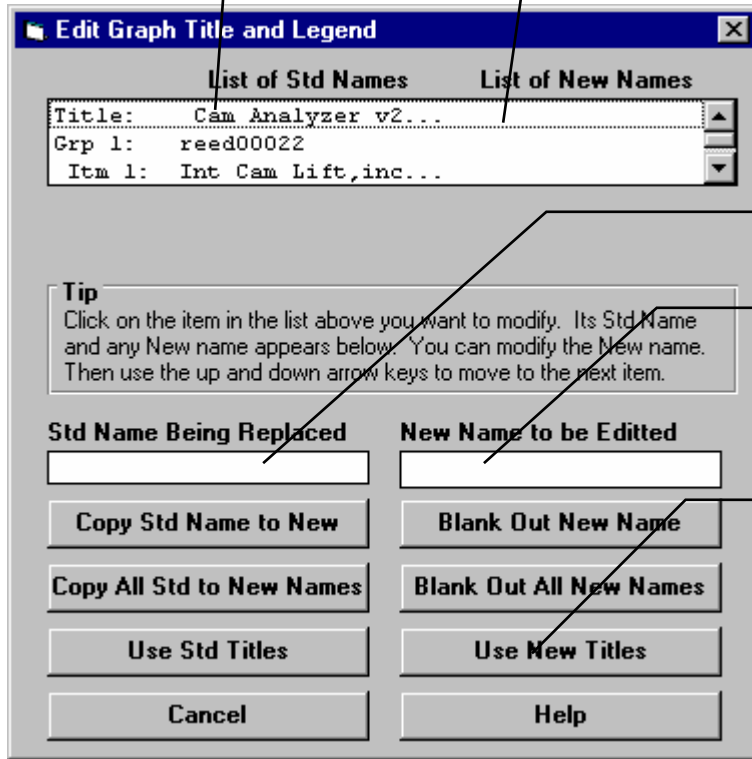 Edit Graph Title and Legend
List of Std Names List of New Names
Title: Cam Analyzer v2...
Grp 1: reed00022
Itm 1: Int Cam Lift,inc...
Tip
Click on the item in the list above you want to modify. Its Std Name
and any New name appears below. You can modify the New name.
Then use the up and down arrow keys to move to the next item.
Std Name Being Replaced New Name to be Editted
Copy Std Name to New Blank Out New Name
Copy All Std to New Names Blank Out All New Names
Use Std Titles Use New Titles
Cancel Help